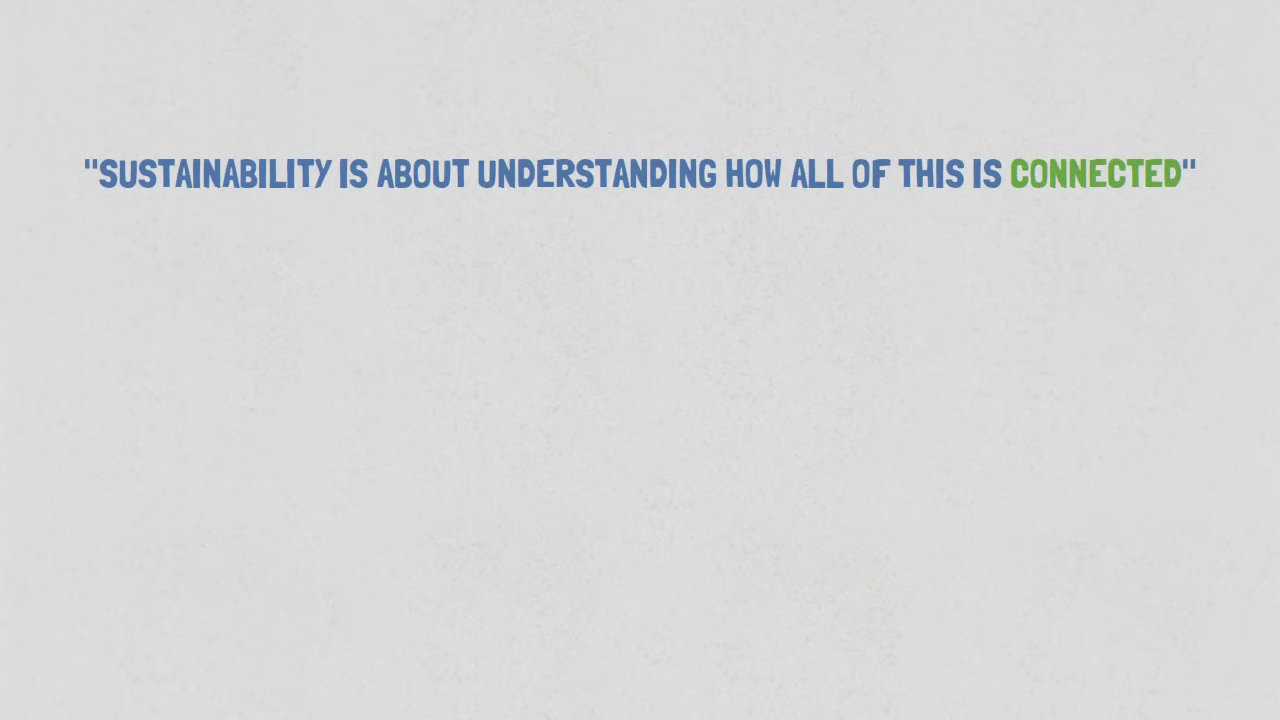 "SUSTAINABILITY IS ABOUT UNDERSTANDING HOW ALL OF THIS IS CONNECTED"